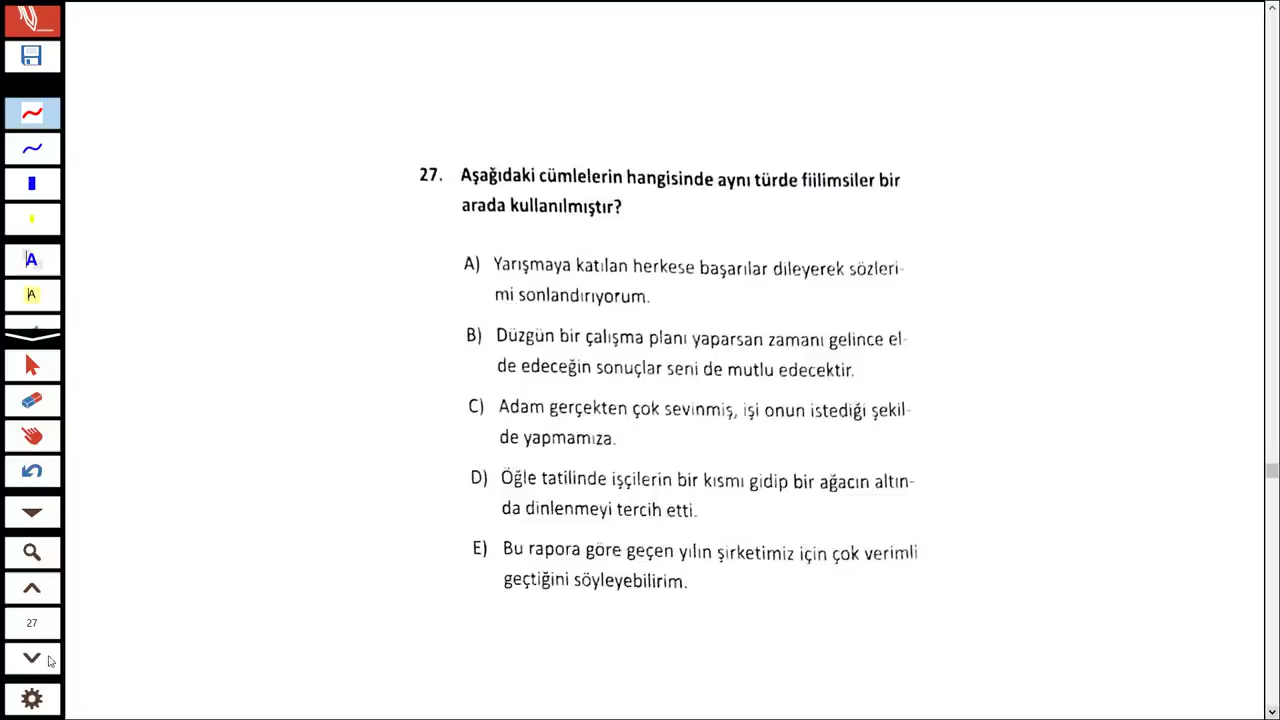 27. Aşağıdaki cümlelerin hangisinde aynı türde fiilimsiler bir
arada kullanılmıştır?
A) Yarışmaya katılan herkese başarılar dileyerek sözleri-
mi sonlandırıyorum.
B) Düzgün bir çalışma planı yaparsan zamanı gelince el-
de edeceğin sonuçlar seni de mutlu edecektir.
C) Adam gerçekten çok sevinmiş, işi onun istediği şekil-
de yapmamıza.
D) Öğle tatilinde işçilerin bir kısmı gidip bir ağacın altın-
da dinlenmeyi tercih etti.
E) Bu rapora göre geçen yılın şirketimiz için çok verimli
geçtiğini söyleyebilirim.
A
A
27